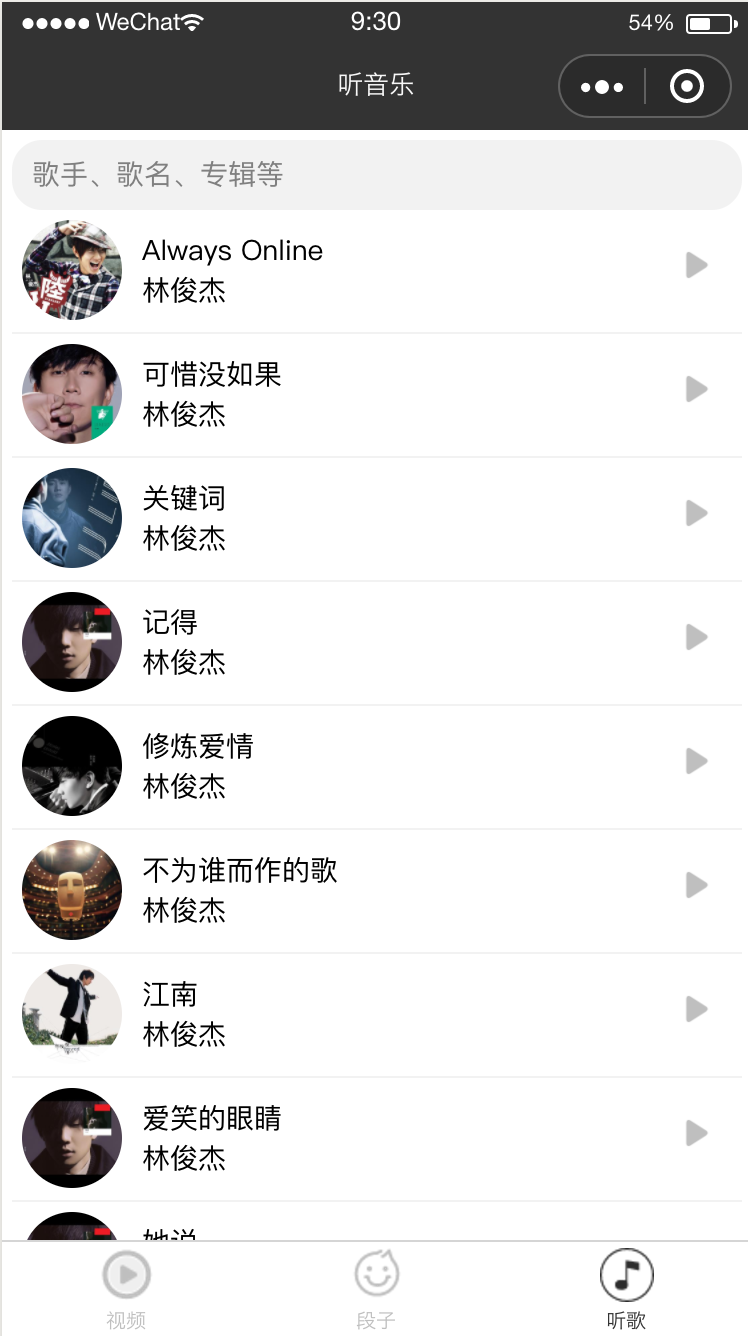 WeChat 9:30 54%
听音乐
歌手、歌名、专辑等
Always Online
林俊杰
可惜没如果
林俊杰
关键词
林俊杰
记得
林俊杰
修炼爱情
林俊杰
不为谁而作的歌
林俊杰
江南
林俊杰
爱笑的眼睛
林俊杰
她说
视频 段子 听歌